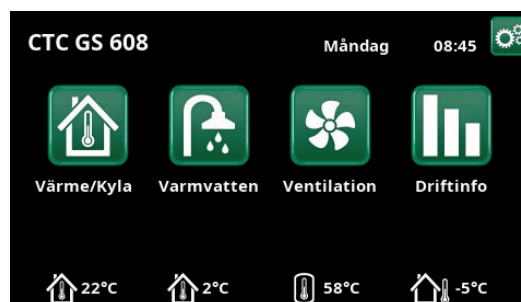 CTC GS 608 Måndag 08:45
Värme/Kyla Varmvatten Ventilation Driftinfo
22°C 2°C 58°C -5°C